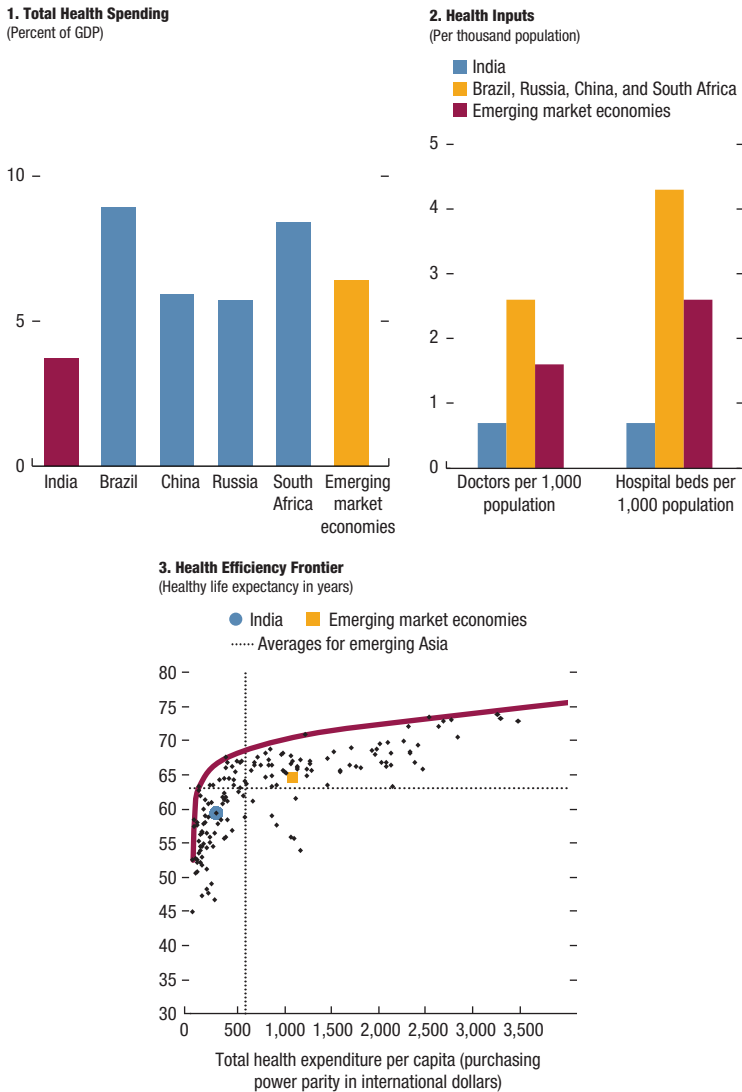 1. Total Health Spending
(Percent of GDP)
10
5
0
India
Brazil
China
Russia
South
Africa
Emerging
market
economies
2. Health Inputs
(Per thousand population)
India
Brazil, Russia, China, and South Africa
Emerging market economies
5
4
3
2
1
0
Doctors per 1,000
population
Hospital beds per
1,000 population
3. Health Efficiency Frontier
(Healthy life expectancy in years)
India
Emerging market economies
Averages for emerging Asia
80
75
70
65
60
55
50
45
40
35
30
0 500 1,000 1,500 2,000 2,500 3,000 3,500
Total health expenditure per capita (purchasing
power parity in international dollars)